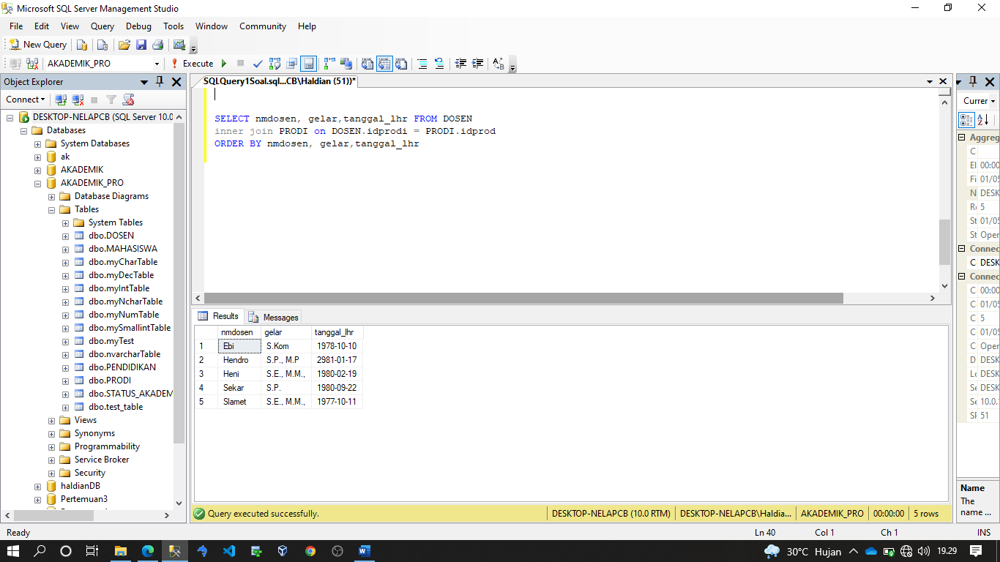 Microsoft SQL Server Management Studio
File Edit View Query Debug Tools Window Community Help
New Query
AKADEMIK_PRO
Execute
Object Explorer
Connect
DESKTOP-NELAPCB (SQL Server 10.0
Databases
System Databases
ak
AKADEMIK
AKADEMIK_PRO
Database Diagrams
Tables
System Tables
dbo.DOSEN
dbo.MAHASISWA
dbo.myCharTable
dbo.myDecTable
dbo.myIntTable
dbo.myNcharTable
dbo.myNumTable
dbo.mySmallintTable
dbo.myTest
dbo.nvarcharTable
dbo.PENDIDIKAN
dbo.PRODI
dbo.STATUS_AKADEM
dbo.test_table
Views
Synonyms
Programmability
Service Broker
Security
haldianDB
Pertemuan3
SQLQuery1Soal.sql...CB\Haldian (51))*
SELECT nmdosen, gelar,tanggal_lhr FROM DOSEN
inner join PRODI on DOSEN.idprodi = PRODI.idprod
ORDER BY nmdosen, gelar,tanggal_lhr
Results Messages
nmdosen gelar tanggal_lhr
1 Ebi S.Kom 1978-10-10
2 Hendro S.P., M.P 2981-01-17
3 Heni S.E., M.M., 1980-02-19
4 Sekar S.P. 1980-09-22
5 Slamet S.E., M.M., 1977-10-11
Query executed successfully.
DESKTOP-NELAPCB (10.0 RTM)
DESKTOP-NELAPCB\Haldia...
AKADEMIK_PRO
00:00:00
5 rows
Currer
Aggreg
C
El 00:00
Fi 01/05
N DESK
Re 5
St 01/05
St Oper
Connec
C DESK
Connec
C 00:00
C 01/05
C 5
C 01/05
C Oper
D DESK
Lo DESK
Se DESK
Se 10.0.
SF 51
Name
The
name ...
Ready
Ln 40
Col 1
Ch 1
INS
30°C Hujan
19.29